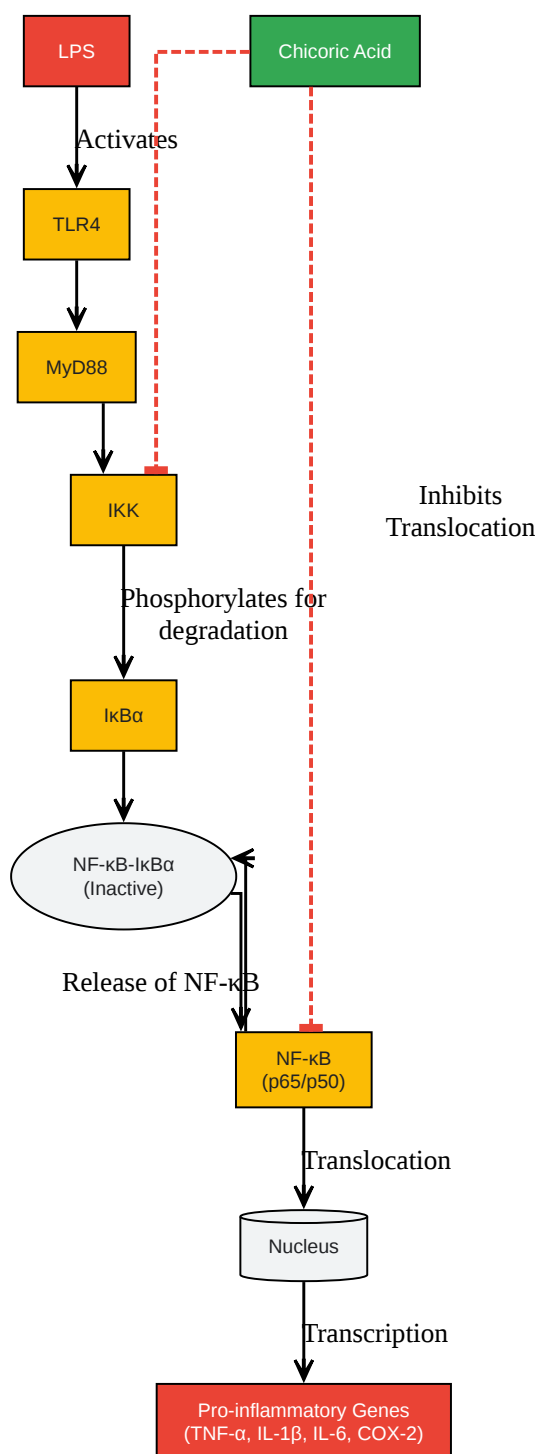 LPS
Chicoric Acid
Activates
TLR4
MyD88
IKK
Inhibits
Translocation
Phosphorylates for
degradation
IκBα
NF-κB-IκBα
(Inactive)
Release of NF-κB
NF-κB
(p65/p50)
Translocation
Nucleus
Transcription
Pro-inflammatory Genes
(TNF-α, IL-1β, IL-6, COX-2)